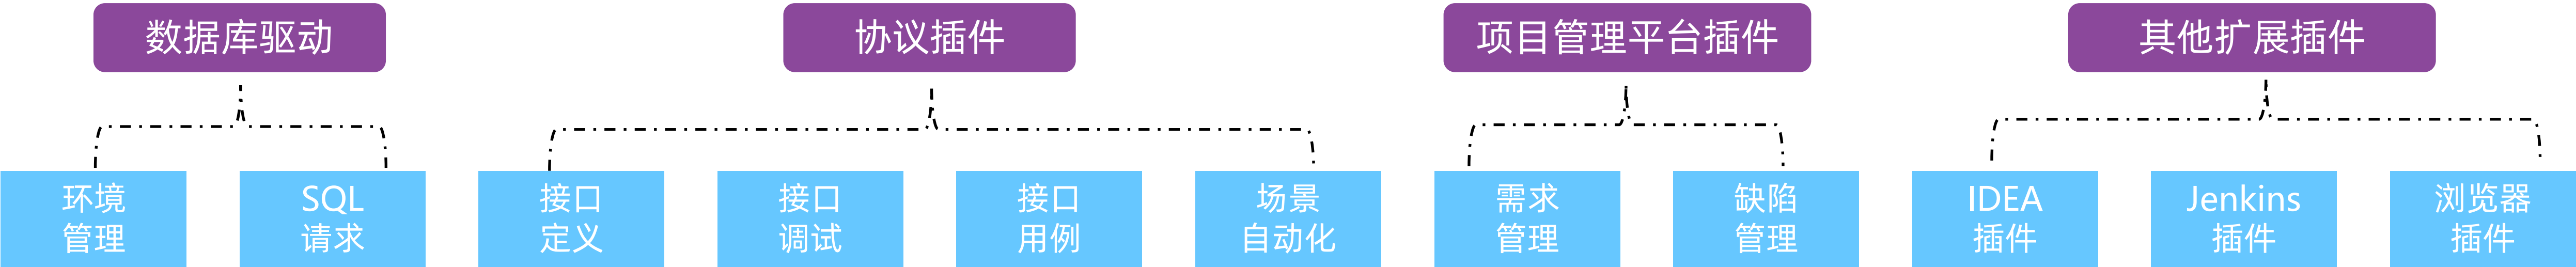 数据库驱动
协议插件
项目管理平台插件
其他扩展插件
环境
管理
SQL
请求
接口
定义
接口
调试
接口
用例
场景
自动化
需求
管理
缺陷
管理
IDEA
插件
Jenkins
插件
浏览器
插件